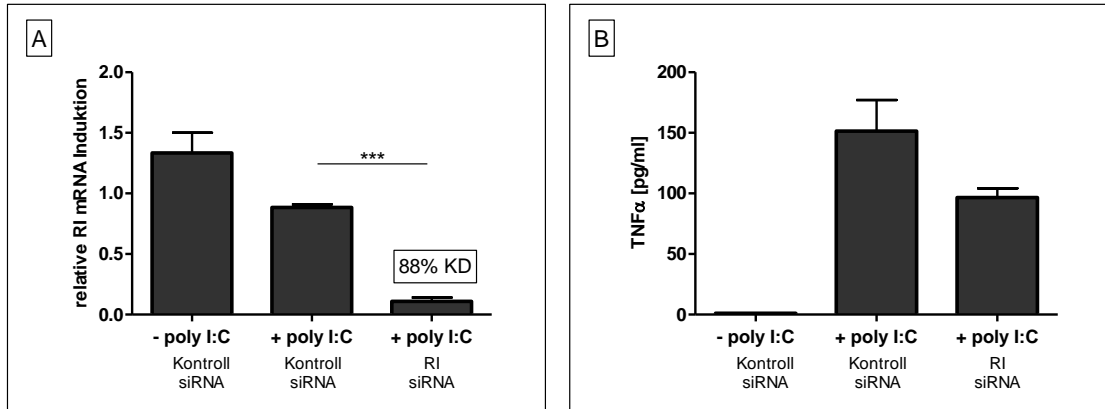 A
relative RI mRNA Induktion
2.0
1.5
1.0
0.5
0.0
***
88% KD
- poly I:C
+ poly I:C
+ poly I:C
Kontroll
siRNA
Kontroll
siRNA
RI
siRNA
B
TNFα [pg/ml]
200
150
100
50
0
- poly I:C
+ poly I:C
+ poly I:C
Kontroll
siRNA
Kontroll
siRNA
RI
siRNA